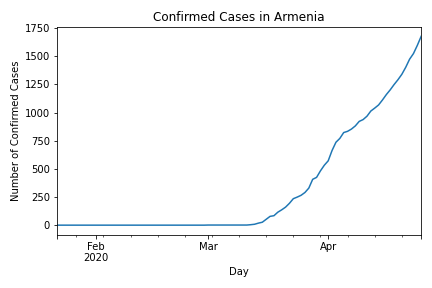 Confirmed Cases in Armenia
1750
1500
1250
1000
750
500
250
0
Number of Confirmed Cases
Feb
2020
Mar
Apr
Day